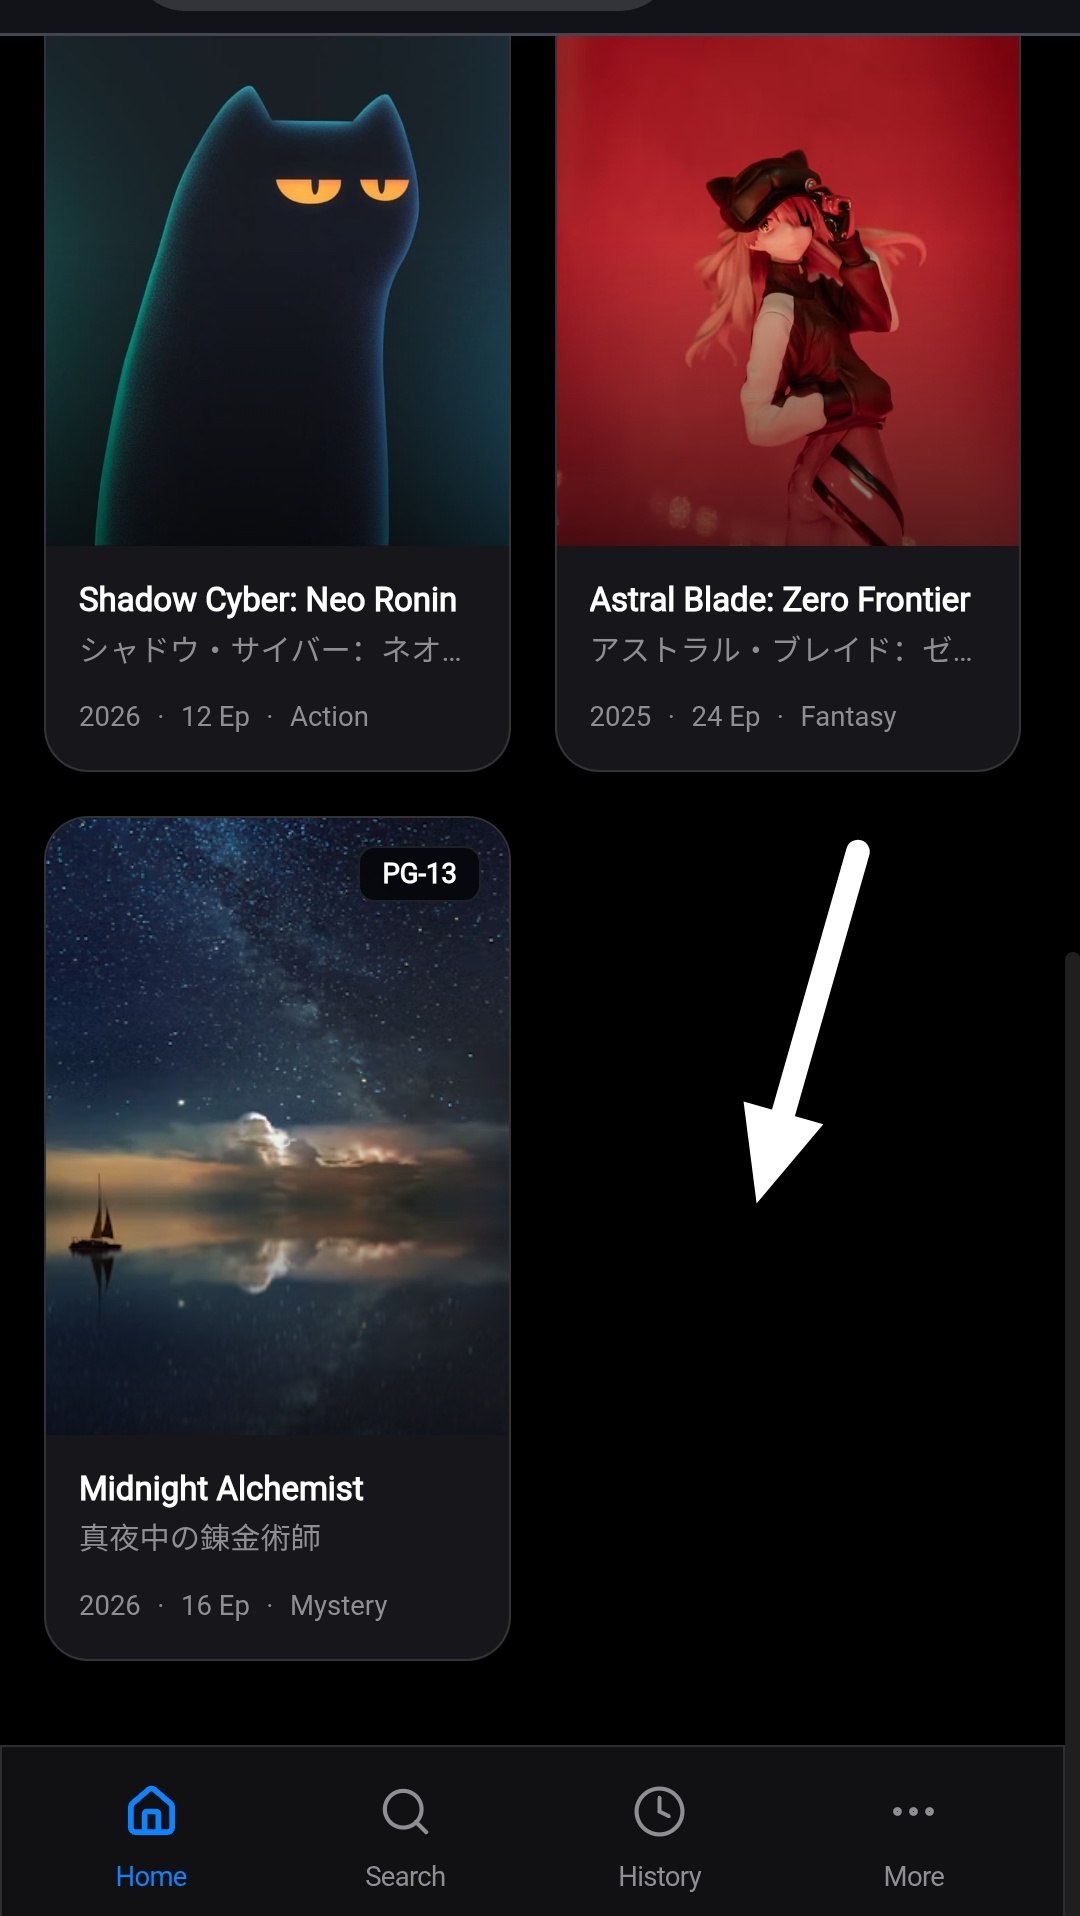 Shadow Cyber: Neo Ronin
シャドウ・サイバー：ネオ...
2026 · 12 Ep · Action
Astral Blade: Zero Frontier
アストラル・ブレイド：ゼ...
2025 · 24 Ep · Fantasy
PG-13
Midnight Alchemist
真夜中の錬金術師
2026 · 16 Ep · Mystery
Home
Search
History
More